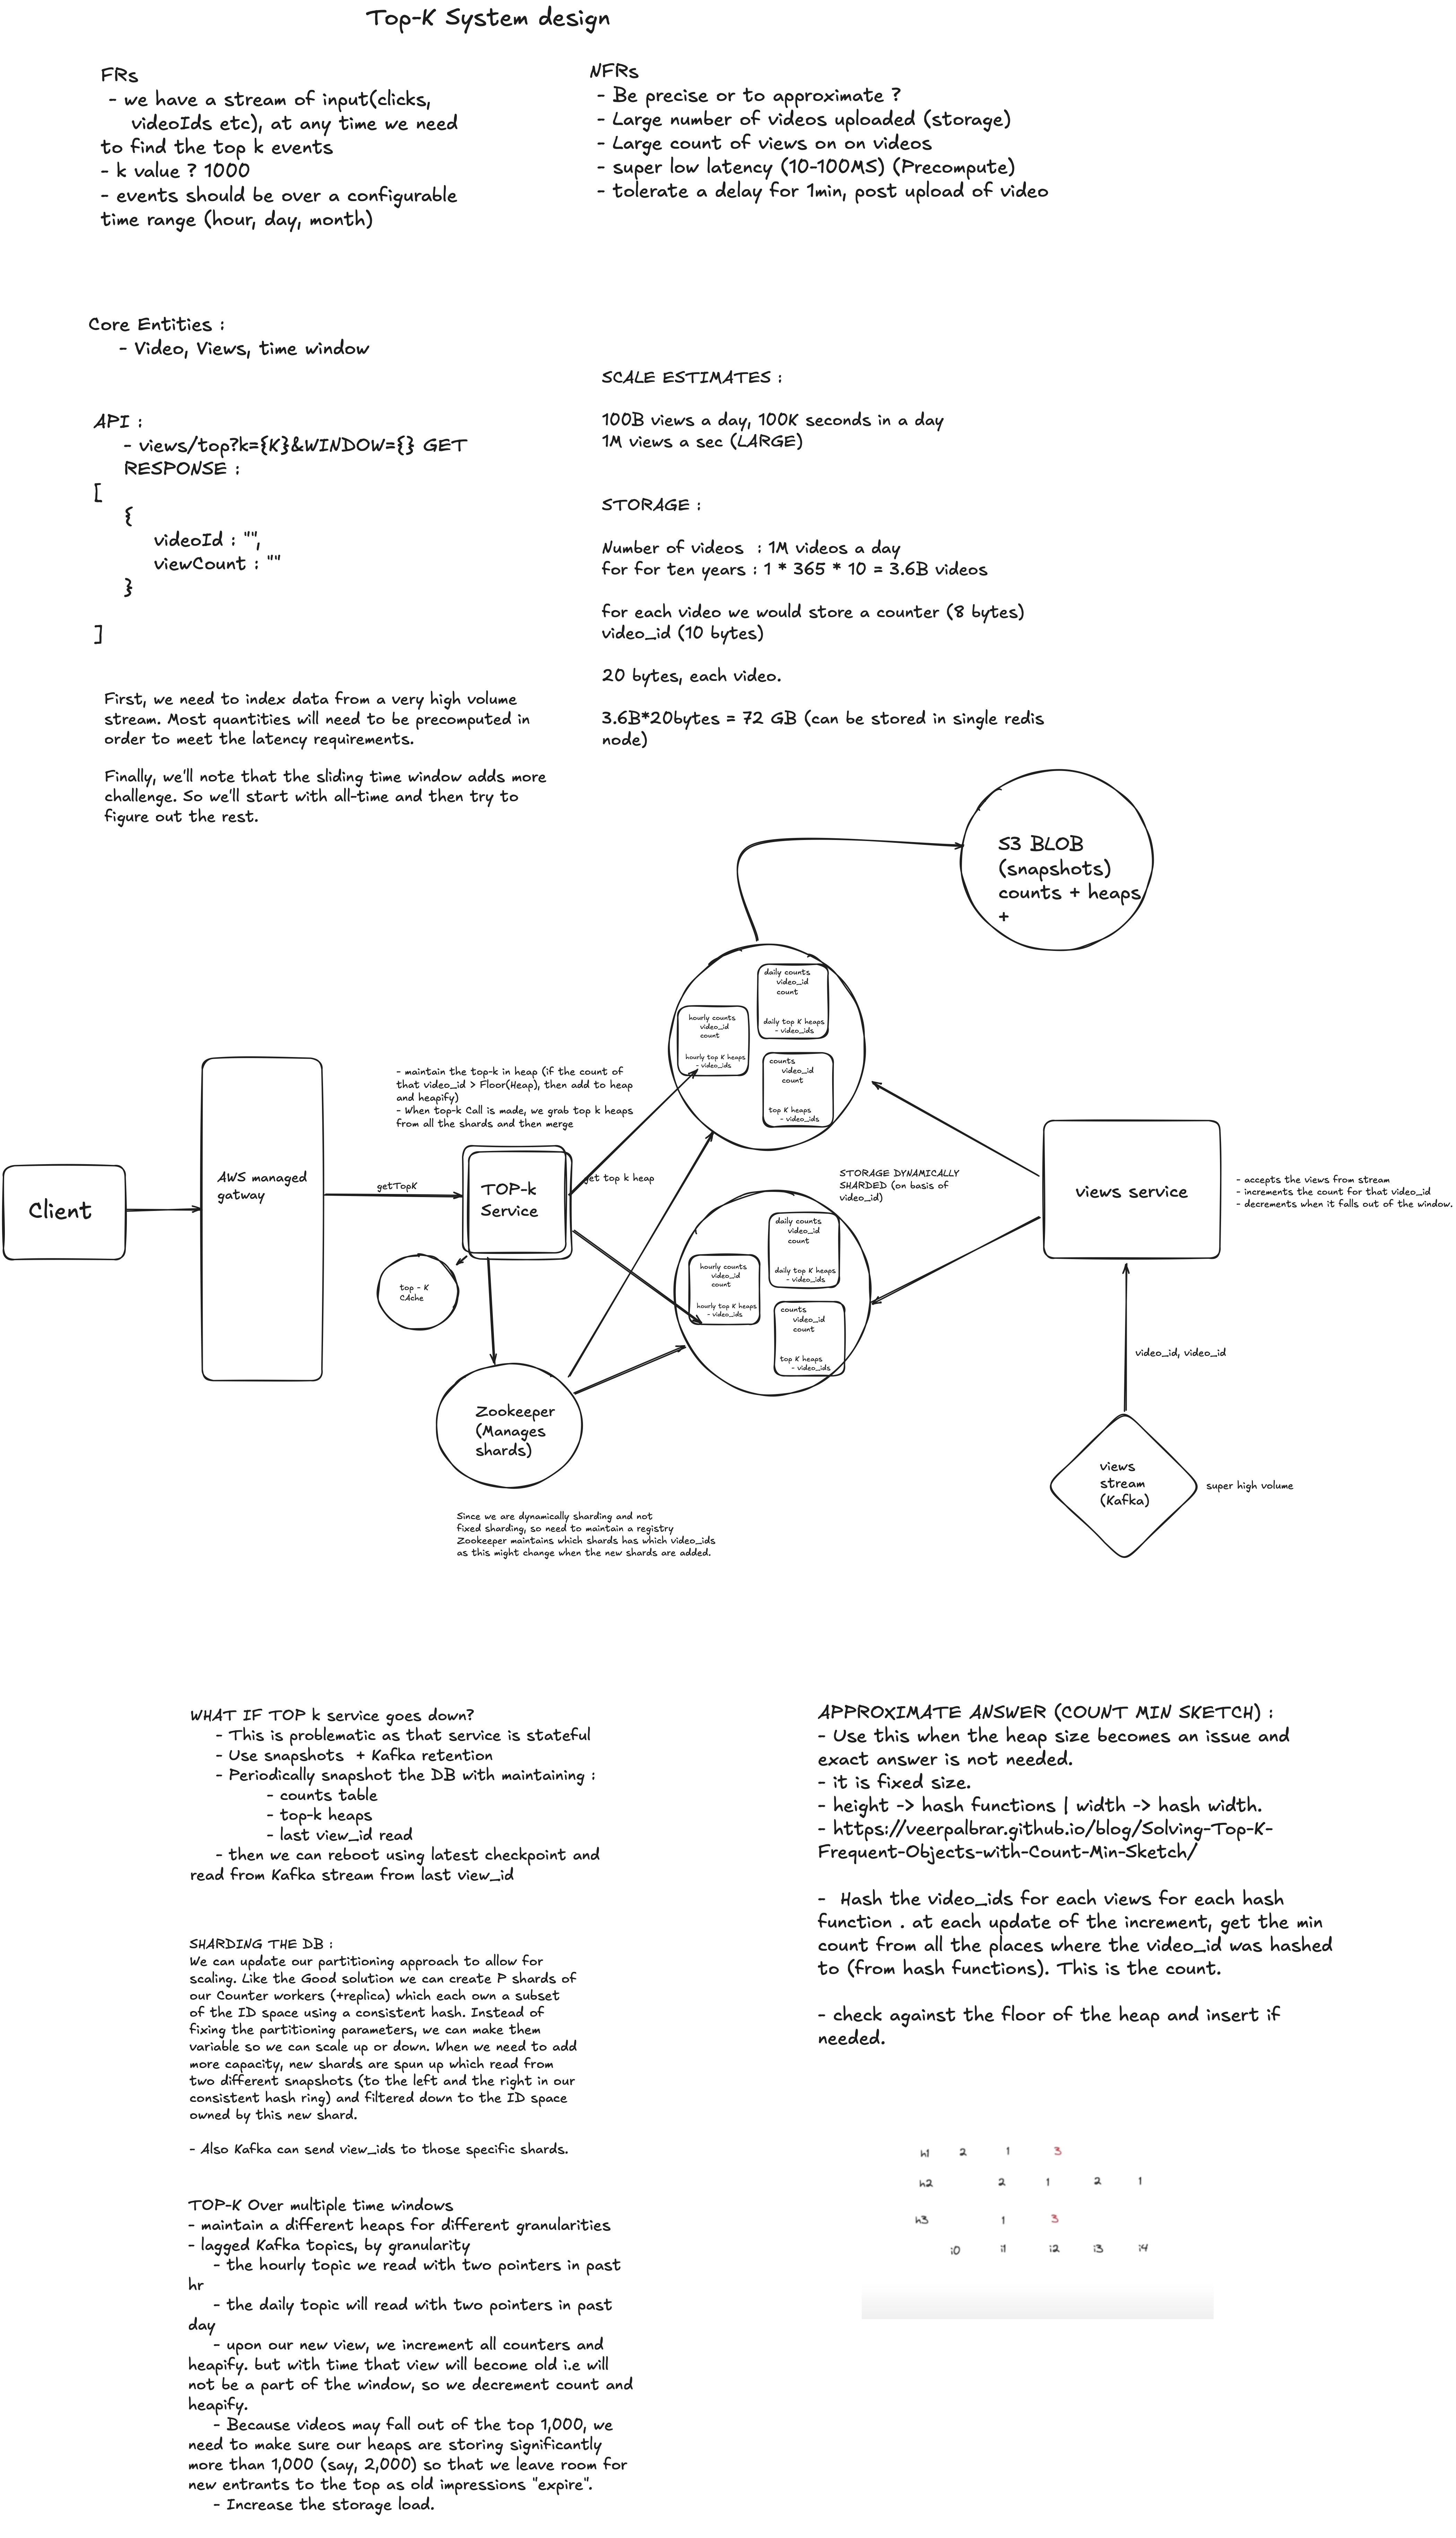 Top-K System design
FRs
- we have a stream of input(clicks,
videoIds etc), at any time we need
to find the top k events
- k value ? 1000
- events should be over a configurable
time range (hour, day, month)
NFRs
- Be precise or to approximate ?
- Large number of videos uploaded (storage)
- Large count of views on on videos
- super low latency (10-100MS) (Precompute)
- tolerate a delay for 1min, post upload of video
Core Entities :
- Video, Views, time window
API :
- views/top?k={K}&WINDOW={} GET
RESPONSE :
[
{
videoId : "",
viewCount : ""
}
]
First, we need to index data from a very high volume
stream. Most quantities will need to be precomputed in
order to meet the latency requirements.
Finally, we'll note that the sliding time window adds more
challenge. So we'll start with all-time and then try to
figure out the rest.
SCALE ESTIMATES :
100B views a day, 100K seconds in a day
1M views a sec (LARGE)
STORAGE :
Number of videos : 1M videos a day
for for ten years : 1 * 365 * 10 = 3.6B videos
for each video we would store a counter (8 bytes)
video_id (10 bytes)
20 bytes, each video.
3.6B*20bytes = 72 GB (can be stored in single redis
node)
S3 BLOB
(snapshots)
counts + heaps
+
daily counts
video_id
count
daily top K heaps
- video_ids
hourly counts
video_id
count
hourly top K heaps
- video_ids
counts
video_id
count
top K heaps
- video_ids
- maintain the top-k in heap (if the count of
that video_id > Floor(Heap), then add to heap
and heapify)
- When top-k Call is made, we grab top k heaps
from all the shards and then merge
Client
AWS managed
gatway
getTopK
TOP-k
Service
get top k heap
top - K
CAche
STORAGE DYNAMICALLY
SHARDED (on basis of
video_id)
views service
- accepts the views from stream
- increments the count for that video_id
- decrements when it falls out of the window.
daily counts
video_id
count
daily top K heaps
- video_ids
hourly counts
video_id
count
hourly top K heaps
- video_ids
counts
video_id
count
top K heaps
- video_ids
video_id, video_id
Zookeeper
(Manages
shards)
views
stream
(Kafka)
super high volume
Since we are dynamically sharding and not
fixed sharding, so need to maintain a registry
Zookeeper maintains which shards has which video_ids
as this might change when the new shards are added.
WHAT IF TOP k service goes down?
- This is problematic as that service is stateful
- Use snapshots + Kafka retention
- Periodically snapshot the DB with maintaining :
- counts table
- top-k heaps
- last view_id read
- then we can reboot using latest checkpoint and
read from Kafka stream from last view_id
SHARDING THE DB :
We can update our partitioning approach to allow for
scaling. Like the Good solution we can create P shards of
our Counter workers (+replica) which each own a subset
of the ID space using a consistent hash. Instead of
fixing the partitioning parameters, we can make them
variable so we can scale up or down. When we need to add
more capacity, new shards are spun up which read from
two different snapshots (to the left and the right in our
consistent hash ring) and filtered down to the ID space
owned by this new shard.
- Also Kafka can send view_ids to those specific shards.
TOP-K Over multiple time windows
- maintain a different heaps for different granularities
- lagged Kafka topics, by granularity
- the hourly topic we read with two pointers in past
hr
- the daily topic will read with two pointers in past
day
- upon our new view, we increment all counters and
heapify. but with time that view will become old i.e will
not be a part of the window, so we decrement count and
heapify.
- Because videos may fall out of the top 1,000, we
need to make sure our heaps are storing significantly
more than 1,000 (say, 2,000) so that we leave room for
new entrants to the top as old impressions "expire".
- Increase the storage load.
APPROXIMATE ANSWER (COUNT MIN SKETCH) :
- Use this when the heap size becomes an issue and
exact answer is not needed.
- it is fixed size.
- height -> hash functions | width -> hash width.
- https://veerpalbrar.github.io/blog/Solving-Top-K-
Frequent-Objects-with-Count-Min-Sketch/
- Hash the video_ids for each views for each hash
function . at each update of the increment, get the min
count from all the places where the video_id was hashed
to (from hash functions). This is the count.
- check against the floor of the heap and insert if
needed.
h1 2 1 3
h2 2 1 2 1
h3 1 3
i0 i1 i2 i3 i4